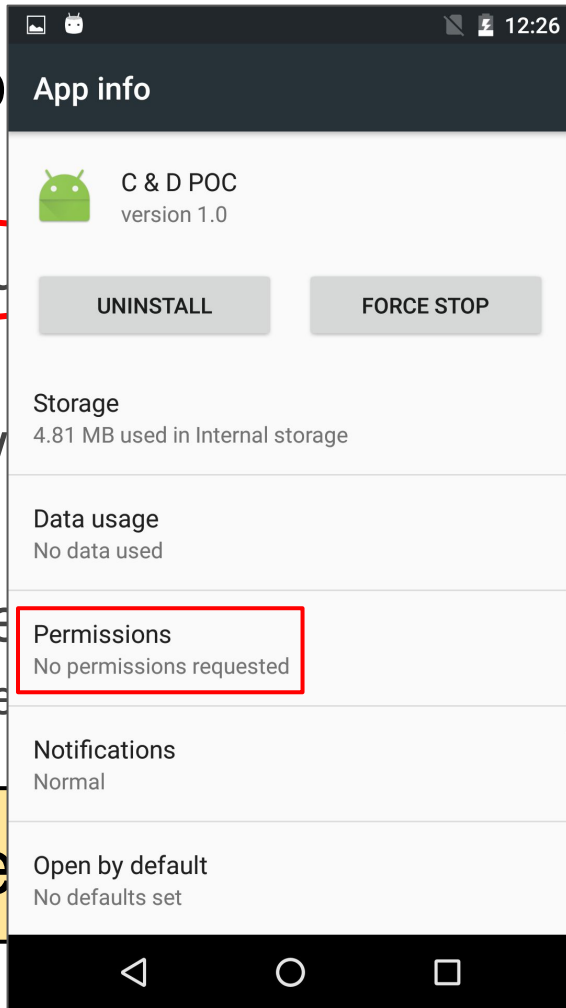 12:26
App info
C & D POC
version 1.0
UNINSTALL
FORCE STOP
Storage
4.81 MB used in Internal storage
Data usage
No data used
Permissions
No permissions requested
Notifications
Normal
Open by default
No defaults set